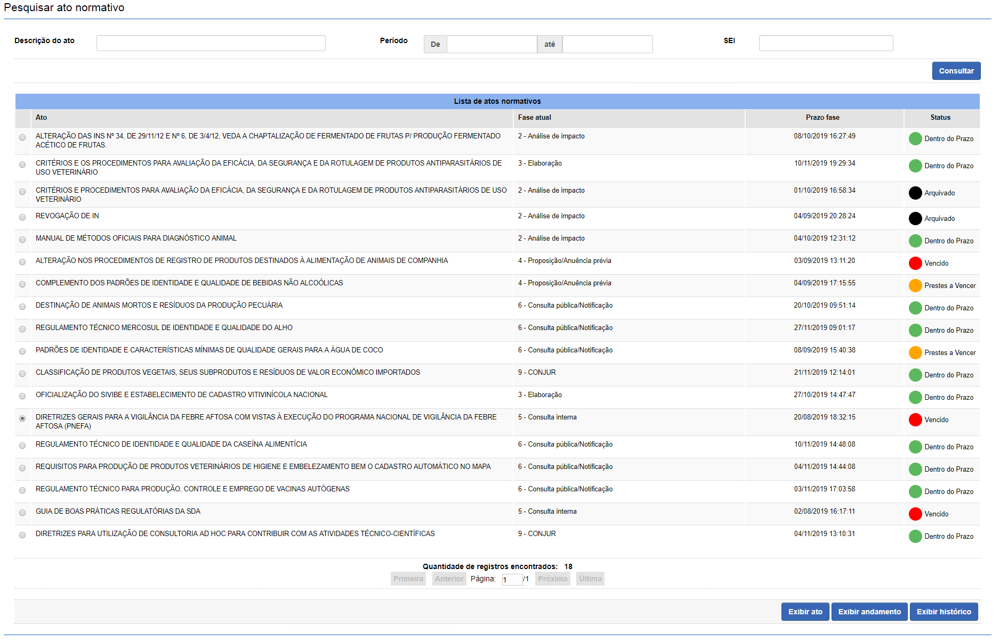 Pesquisar ato normativo
Descrição do ato
Período
De
até
SEI
Consultar
Lista de atos normativos
Ato Fase atual Prazo fase Status
ALTERAÇÃO DAS INS Nº 34, DE 29/11/12 E Nº 6, DE 3/4/12, VEDA A CHAPTALIZAÇÃO DE FERMENTADO DE FRUTAS P/ PRODUÇÃO FERMENTADO
ACÉTICO DE FRUTAS.
2 - Análise de impacto 08/10/2019 16:27:49 Dentro do Prazo
CRITÉRIOS E OS PROCEDIMENTOS PARA AVALIAÇÃO DA EFICÁCIA, DA SEGURANÇA E DA ROTULAGEM DE PRODUTOS ANTIPARASITÁRIOS DE
USO VETERINÁRIO
3 - Elaboração 10/11/2019 19:29:34 Dentro do Prazo
CRITÉRIOS E PROCEDIMENTOS PARA AVALIAÇÃO DA EFICÁCIA, DA SEGURANÇA E DA ROTULAGEM DE PRODUTOS ANTIPARASITÁRIOS DE USO
VETERINÁRIO
2 - Análise de impacto 01/10/2019 16:58:34 Arquivado
REVOGAÇÃO DE IN 2 - Análise de impacto 04/09/2019 20:28:24 Arquivado
MANUAL DE MÉTODOS OFICIAIS PARA DIAGNÓSTICO ANIMAL 2 - Análise de impacto 04/10/2019 12:31:12 Dentro do Prazo
ALTERAÇÃO NOS PROCEDIMENTOS DE REGISTRO DE PRODUTOS DESTINADOS À ALIMENTAÇÃO DE ANIMAIS DE COMPANHIA 4 - Proposição/Anuência prévia 03/09/2019 13:11:20 Vencido
COMPLEMENTO DOS PADRÕES DE IDENTIDADE E QUALIDADE DE BEBIDAS NÃO ALCOÓLICAS 4 - Proposição/Anuência prévia 04/09/2019 17:15:55 Prestes a Vencer
DESTINAÇÃO DE ANIMAIS MORTOS E RESÍDUOS DA PRODUÇÃO PECUÁRIA 6 - Consulta pública/Notificação 20/10/2019 09:51:14 Dentro do Prazo
REGULAMENTO TÉCNICO MERCOSUL DE IDENTIDADE E QUALIDADE DO ALHO 6 - Consulta pública/Notificação 27/11/2019 09:01:17 Dentro do Prazo
PADRÕES DE IDENTIDADE E CARACTERÍSTICAS MÍNIMAS DE QUALIDADE GERAIS PARA A ÁGUA DE COCO 6 - Consulta pública/Notificação 08/09/2019 15:40:38 Prestes a Vencer
CLASSIFICAÇÃO DE PRODUTOS VEGETAIS, SEUS SUBPRODUTOS E RESÍDUOS DE VALOR ECONÔMICO IMPORTADOS 9 - CONJUR 21/11/2019 12:14:01 Dentro do Prazo
OFICIALIZAÇÃO DO SIVIBE E ESTABELECIMENTO DE CADASTRO VITIVINÍCOLA NACIONAL 3 - Elaboração 27/10/2019 14:47:47 Dentro do Prazo
DIRETRIZES GERAIS PARA A VIGILÂNCIA DA FEBRE AFTOSA COM VISTAS À EXECUÇÃO DO PROGRAMA NACIONAL DE VIGILÂNCIA DA FEBRE
AFTOSA (PNEFA)
5 - Consulta interna 20/08/2019 18:32:15 Vencido
REGULAMENTO TÉCNICO DE IDENTIDADE E QUALIDADE DA CASEÍNA ALIMENTÍCIA 6 - Consulta pública/Notificação 10/11/2019 14:48:08 Dentro do Prazo
REQUISITOS PARA PRODUÇÃO DE PRODUTOS VETERINÁRIOS DE HIGIENE E EMBELEZAMENTO BEM O CADASTRO AUTOMÁTICO NO MAPA 6 - Consulta pública/Notificação 04/11/2019 14:44:08 Dentro do Prazo
REGULAMENTO TÉCNICO PARA PRODUÇÃO, CONTROLE E EMPREGO DE VACINAS AUTÓGENAS 6 - Consulta pública/Notificação 03/11/2019 17:03:58 Dentro do Prazo
GUIA DE BOAS PRÁTICAS REGULATÓRIAS DA SDA 5 - Consulta interna 02/08/2019 16:17:11 Vencido
DIRETRIZES PARA UTILIZAÇÃO DE CONSULTORIA AD HOC PARA CONTRIBUIR COM AS ATIVIDADES TÉCNICO-CIENTÍFICAS 9 - CONJUR 04/11/2019 13:10:31 Dentro do Prazo
Quantidade de registros encontrados: 18
Primeira Anterior Página: 1 /1 Próxima Última
Exibir ato Exibir andamento Exibir histórico